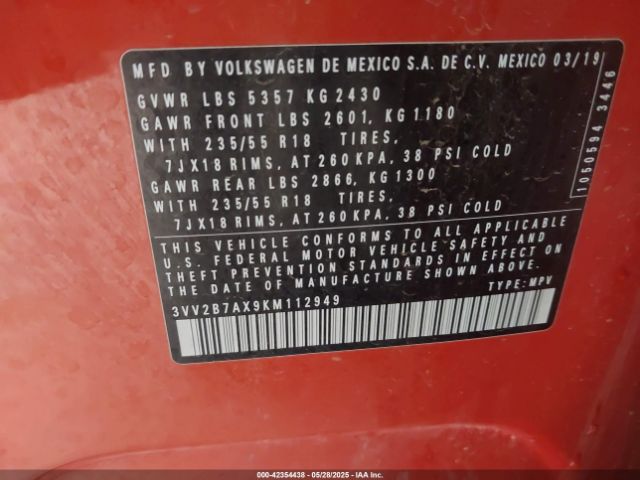 MFD BY VOLKSWAGEN DE MEXICO S.A. DE C.V. MEXICO 03/19
GVWR LBS 5357 KG 2430
GAWR FRONT LBS 2601, KG 1180
WITH 235/55 R18 TIRES,
7JX18 RIMS, AT 260 KPA, 38 PSI COLD
GAWR REAR LBS 2866, KG 1300
WITH 235/55 R18 TIRES,
7JX18 RIMS, AT 260 KPA, 38 PSI COLD
THIS VEHICLE CONFORMS TO ALL APPLICABLE
U.S. FEDERAL MOTOR VEHICLE SAFETY AND
THEFT PREVENTION STANDARDS IN EFFECT ON
THE DATE OF MANUFACTURE SHOWN ABOVE.
3VV2B7AX9KM112949 TYPE: MPV
1050594 3446
000-42354438 - 05/28/2025 - IAA Inc.